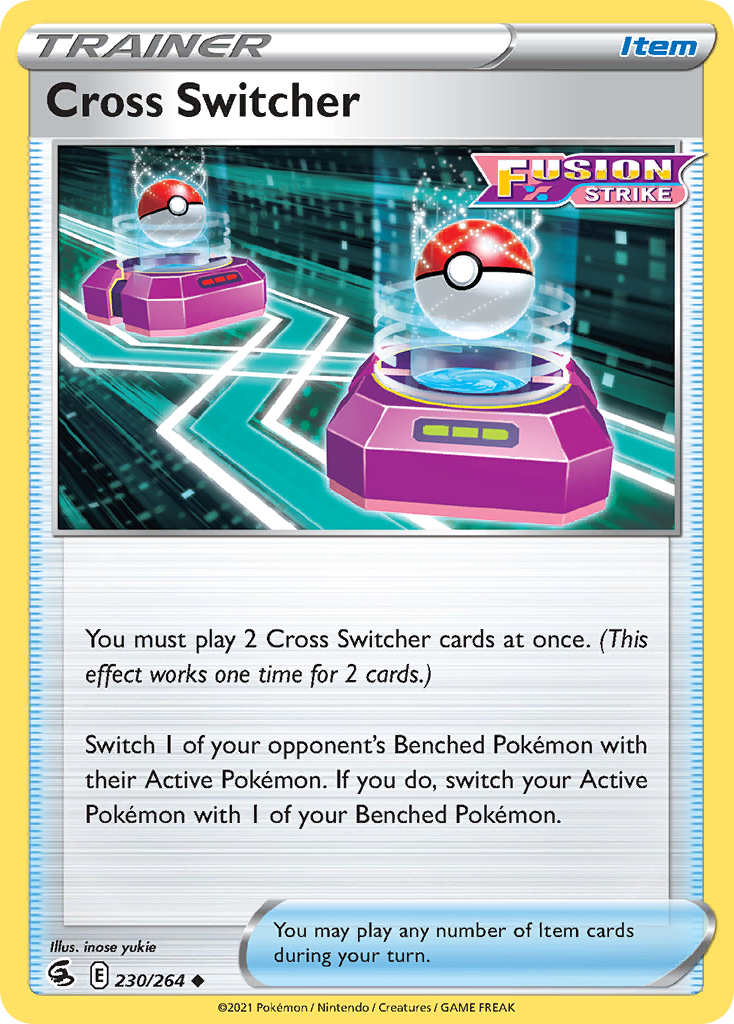 TRAINER
Item
Cross Switcher
FUSION
STRIKE
You must play 2 Cross Switcher cards at once. (This
effect works one time for 2 cards.)
Switch 1 of your opponent's Benched Pokémon with
their Active Pokémon. If you do, switch your Active
Pokémon with 1 of your Benched Pokémon.
You may play any number of Item cards
during your turn.
Illus. inose yukie
E 230/264
©2021 Pokémon / Nintendo / Creatures / GAME FREAK